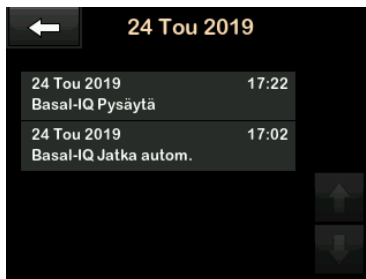 24 Tou 2019
24 Tou 2019 17:22
Basal-IQ Pysäytä
24 Tou 2019 17:02
Basal-IQ Jatka autom.